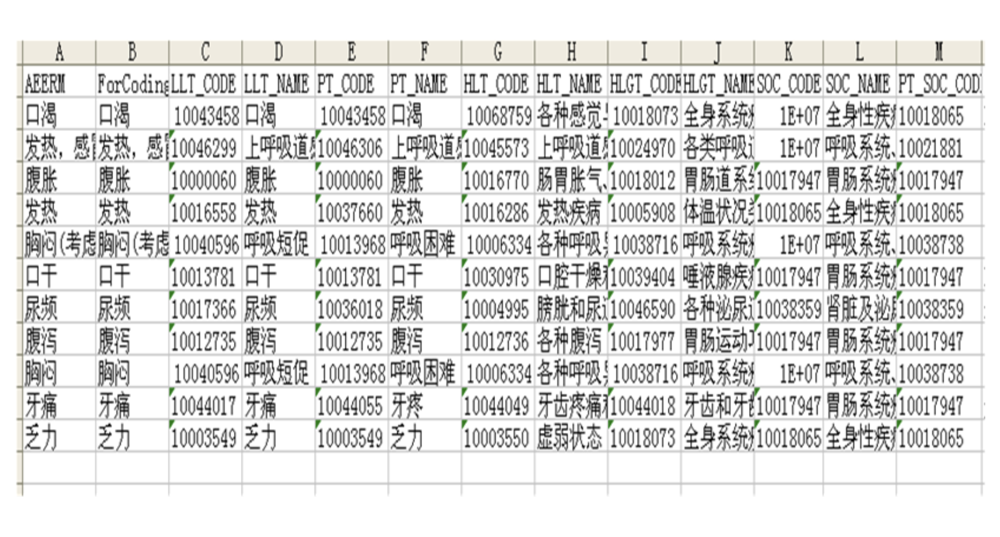 A B C D E F G H I J K L M
AEERM ForCoding LLT_CODE LLT_NAME PT_CODE PT_NAME HLT_CODE HLT_NAME HLGT_CODE HLGT_NAME SOC_CODE SOC_NAME PT_SOC_COD
口渴 口渴 10043458 口渴 10043458 口渴 10068759 各种感觉 10018073 全身系统 1E+07 全身性疾 10018065
发热，感 发热，感 10046299 上呼吸道 10046306 上呼吸道 10045573 上呼吸道 10024970 各类呼吸 1E+07 呼吸系统、 10021881
腹胀 腹胀 10000060 腹胀 10000060 腹胀 10016770 肠胃胀气、 10018012 胃肠道系 10017947 胃肠系统 10017947
发热 发热 10016558 发热 10037660 发热 10016286 发热疾病 10005908 体温状况 10018065 全身性疾 10018065
胸闷(考虑 胸闷(考虑 10040596 呼吸短促 10013968 呼吸困难 10006334 各种呼吸 10038716 呼吸系统 1E+07 呼吸系统、 10038738
口干 口干 10013781 口干 10013781 口干 10030975 口腔干燥 10039404 唾液腺疾 10017947 胃肠系统 10017947
尿频 尿频 10017366 尿频 10036018 尿频 10004995 膀胱和尿 10046590 各种泌尿 10038359 肾脏及泌 10038359
腹泻 腹泻 10012735 腹泻 10012735 腹泻 10012736 各种腹泻 10017977 胃肠运动 10017947 胃肠系统 10017947
胸闷 胸闷 10040596 呼吸短促 10013968 呼吸困难 10006334 各种呼吸 10038716 呼吸系统 1E+07 呼吸系统、 10038738
牙痛 牙痛 10044017 牙痛 10044055 牙疼 10044049 牙齿疼痛 10044018 牙齿和牙 10017947 胃肠系统 10017947
乏力 乏力 10003549 乏力 10003549 乏力 10003550 虚弱状态 10018073 全身系统 10018065 全身性疾 10018065